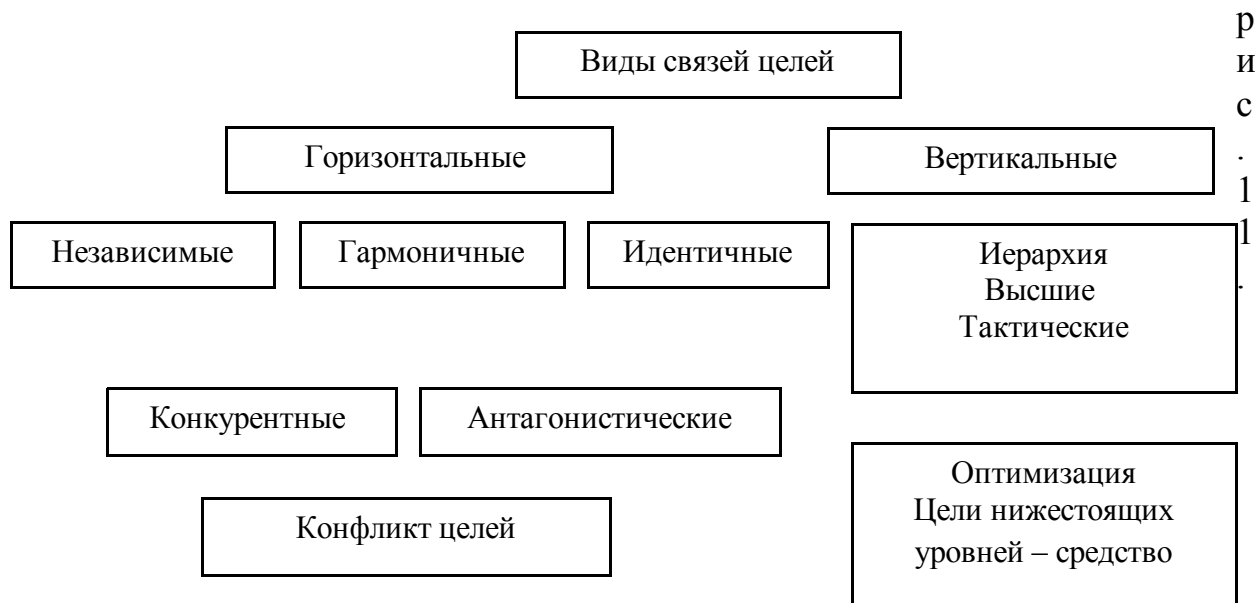 Виды связей целей
Горизонтальные
Вертикальные
Независимые
Гармоничные
Идентичные
Иерархия
Высшие
Тактические
Конкурентные
Антагонистические
Конфликт целей
Оптимизация
Цели нижестоящих
уровней – средство
р
и
с
.
1
1
.